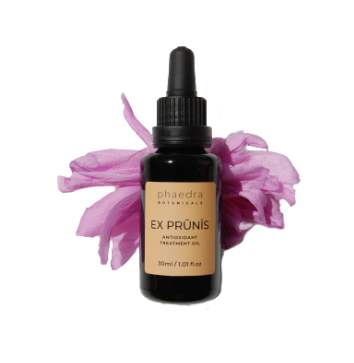 phaedra
BOTANICALS
EX PRŪNĪS
ANTIOXIDANT
TREATMENT OIL
30ml / 1.01 fl oz